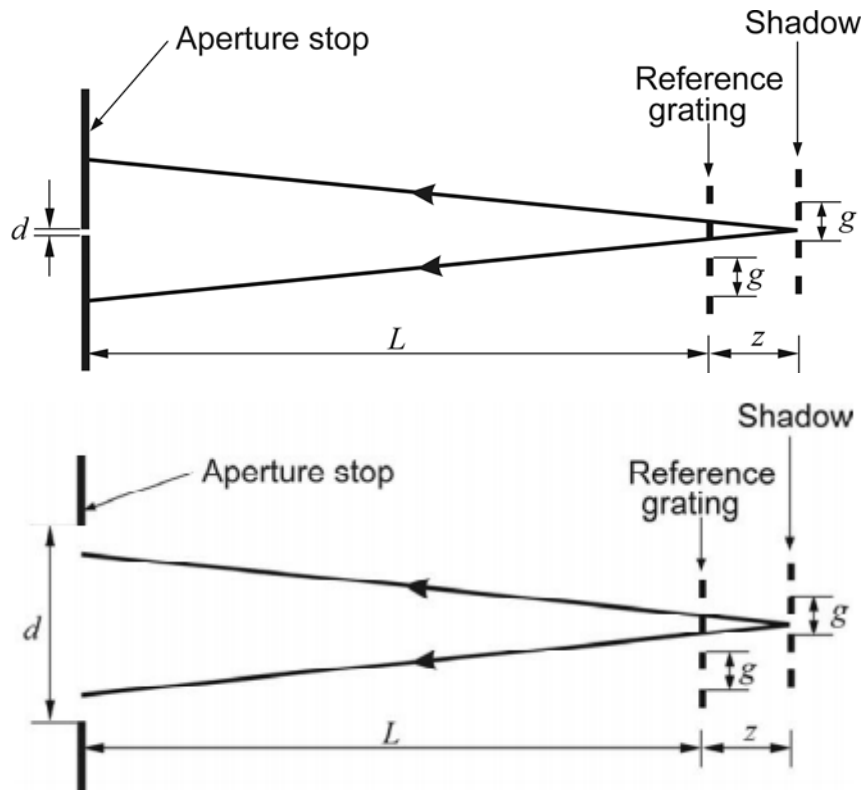 Aperture stop
Shadow
Reference
grating
d
g
g
L
z
Shadow
Aperture stop
Reference
grating
d
g
g
L
z